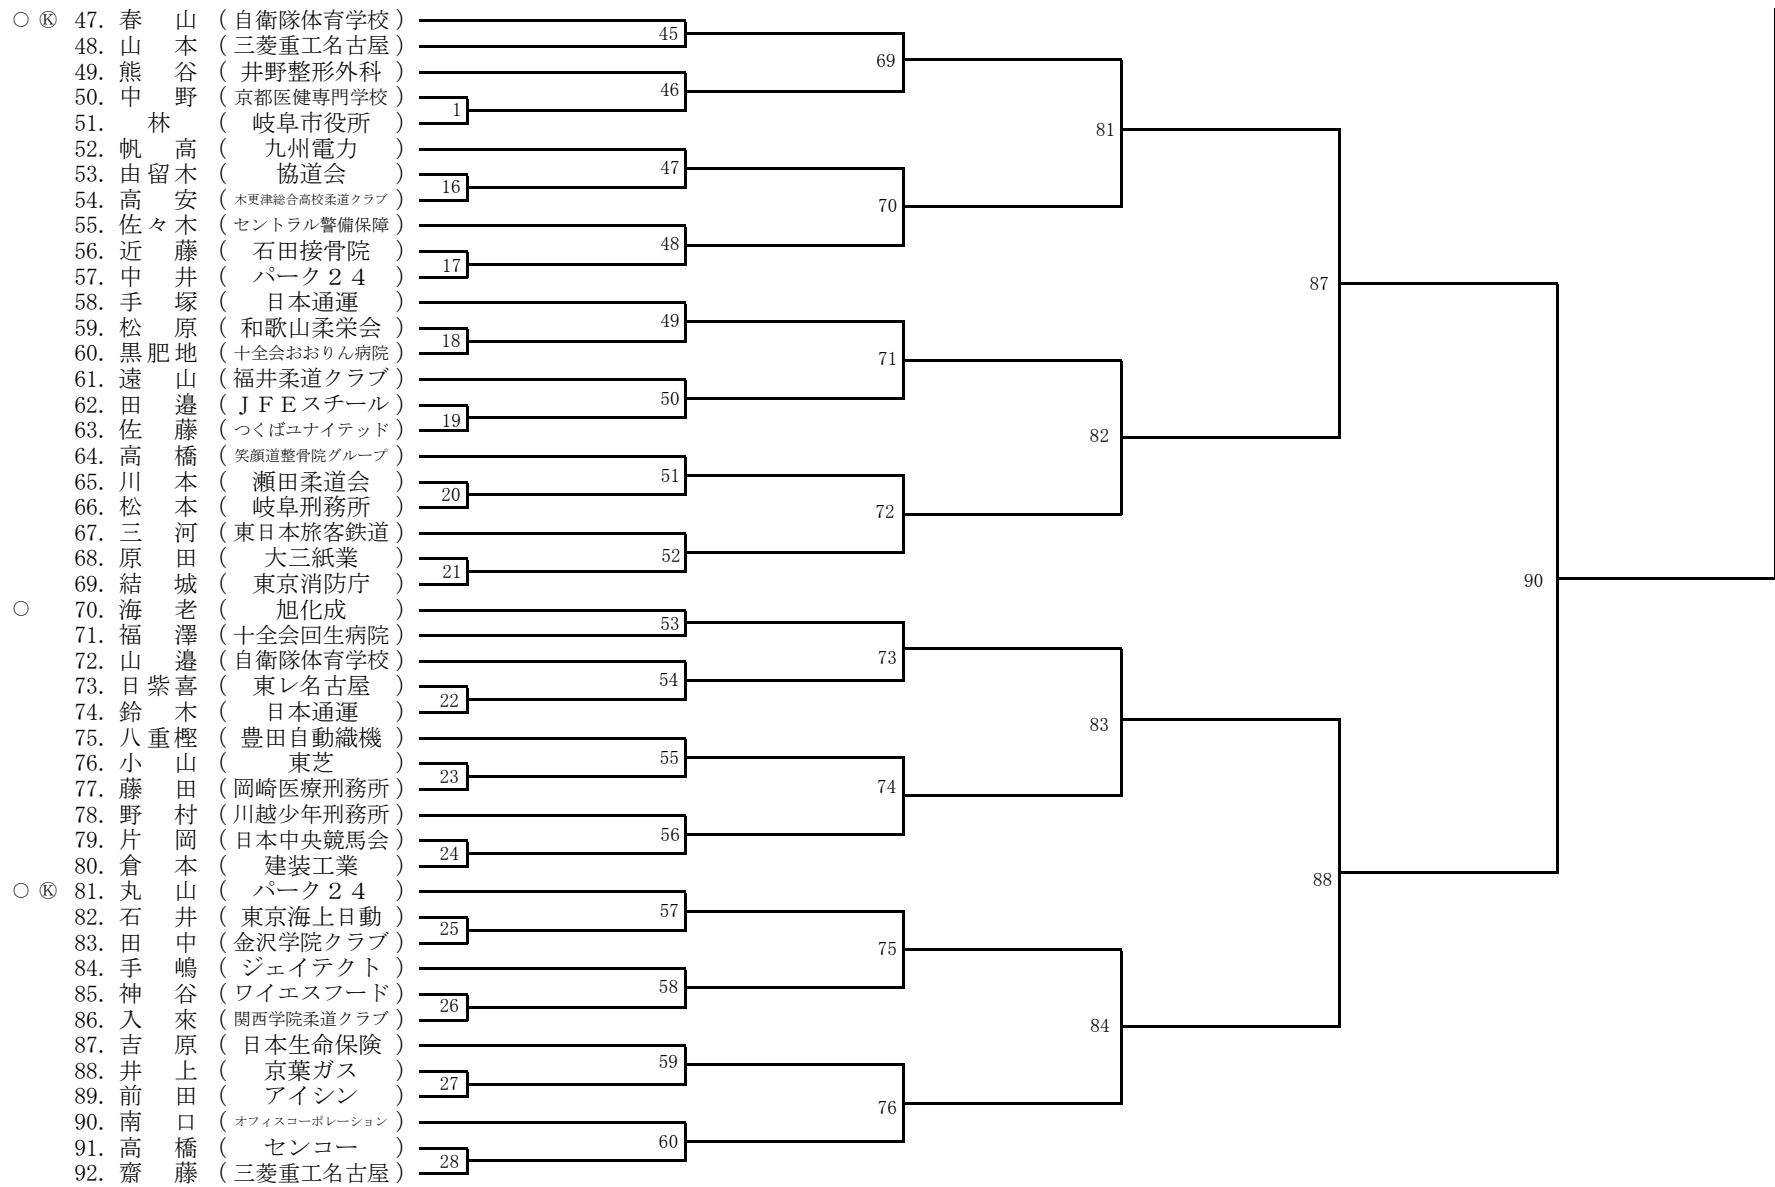 ○ Ⓚ 47. 春山 ( 自衛隊体育学校 )
48. 山本 ( 三菱重工名古屋 ) 45
49. 熊谷 ( 井野整形外科 ) 69
50. 中野 ( 京都医健専門学校 ) 1 46
51. 林 ( 岐阜市役所 ) 81
52. 帆高 ( 九州電力 )
53. 由留木 ( 協道会 ) 16 47
54. 高安 ( 木更津総合高校柔道クラブ ) 70
55. 佐々木 ( セントラル警備保障 )
56. 近藤 ( 石田接骨院 ) 17 48
57. 中井 ( パーク２４ ) 87
58. 手塚 ( 日本通運 )
59. 松原 ( 和歌山柔栄会 ) 18 49
60. 黒肥地 ( 十全会おおりん病院 ) 71
61. 遠山 ( 福井柔道クラブ )
62. 田邉 ( ＪＦＥスチール ) 19 50
63. 佐藤 ( つくばユナイテッド ) 82
64. 高橋 ( 笑顔道整骨院グループ )
65. 川本 ( 瀬田柔道会 ) 20 51
66. 松本 ( 岐阜刑務所 ) 72
67. 三河 ( 東日本旅客鉄道 )
68. 原田 ( 大三紙業 ) 21 52
69. 結城 ( 東京消防庁 ) 90
○ 70. 海老 ( 旭化成 )
71. 福澤 ( 十全会回生病院 ) 53
72. 山邉 ( 自衛隊体育学校 ) 73
73. 日紫喜 ( 東レ名古屋 ) 22 54
74. 鈴木 ( 日本通運 ) 83
75. 八重樫 ( 豊田自動織機 )
76. 小山 ( 東芝 ) 23 55
77. 藤田 ( 岡崎医療刑務所 ) 74
78. 野村 ( 川越少年刑務所 )
79. 片岡 ( 日本中央競馬会 ) 24 56
80. 倉本 ( 建装工業 ) 88
○ Ⓚ 81. 丸山 ( パーク２４ )
82. 石井 ( 東京海上日動 ) 25 57
83. 田中 ( 金沢学院クラブ ) 75
84. 手嶋 ( ジェイテクト )
85. 神谷 ( ワイエスフード ) 26 58
86. 入來 ( 関西学院柔道クラブ ) 84
87. 吉原 ( 日本生命保険 )
88. 井上 ( 京葉ガス ) 27 59
89. 前田 ( アイシン ) 76
90. 南口 ( オフィスコーポレーション )
91. 高橋 ( センコー ) 28 60
92. 齋藤 ( 三菱重工名古屋 )